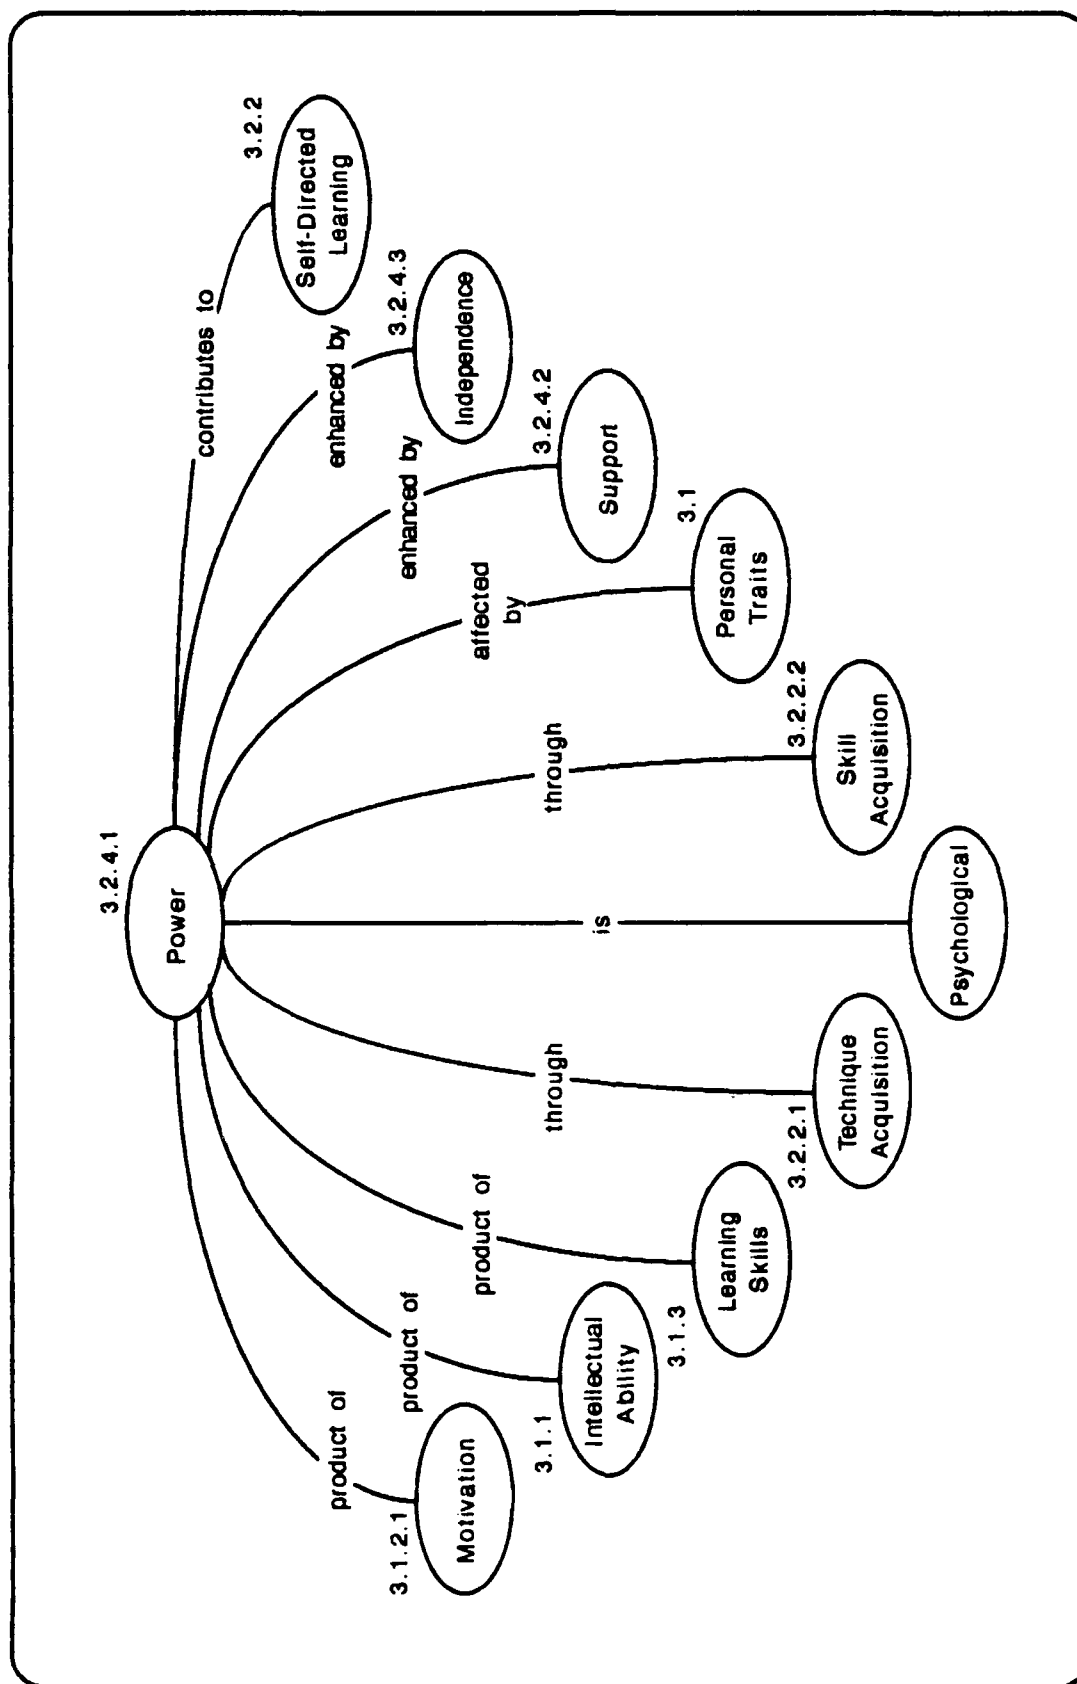 3.2.4.1
Power
product of
3.1.2.1
Motivation
product of
3.1.1
Intellectual
Ability
product of
3.1.3
Learning
Skills
through
3.2.2.1
Technique
Acquisition
is
Psychological
through
3.2.2.2
Skill
Acquisition
affected
by
3.1
Personal
Traits
enhanced by
3.2.4.2
Support
enhanced by
3.2.4.3
Independence
contributes to
3.2.2
Self-Directed
Learning